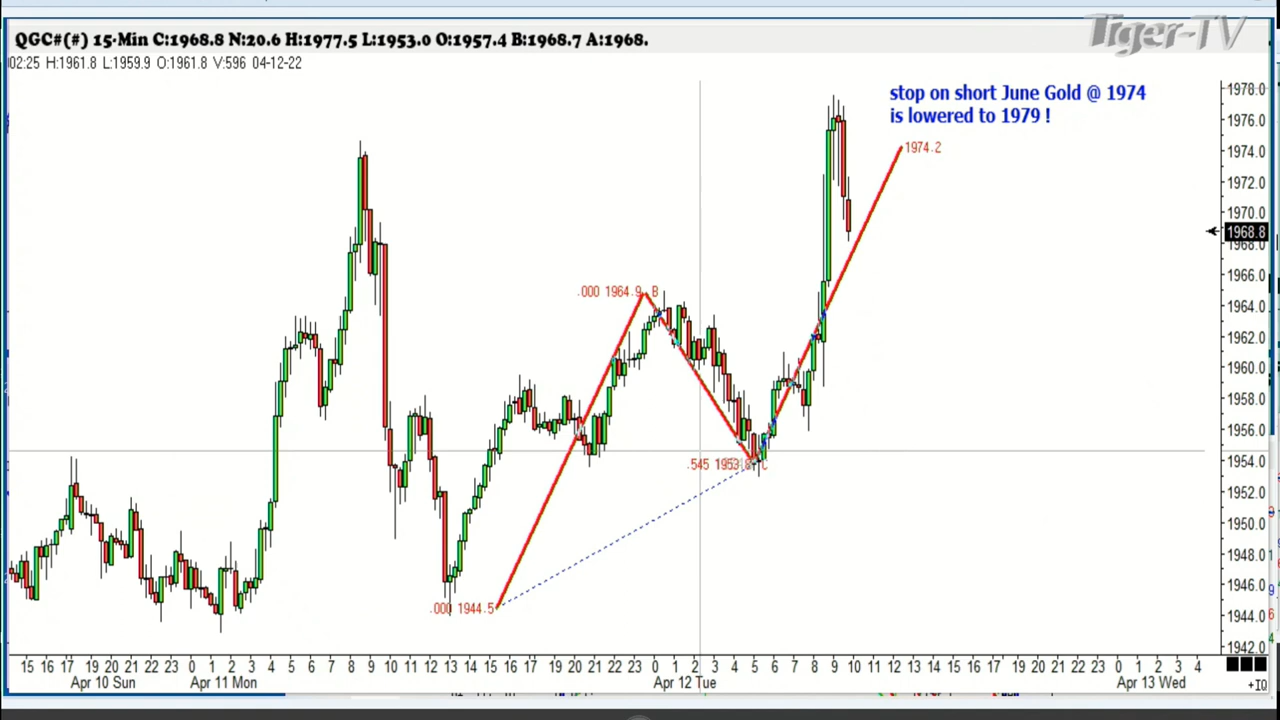 QGC#(#) 15-Min C:1968.8 N:20.6 H:1977.5 L:1953.0 O:1957.4 B:1968.7 A:1968.
Tiger-TV
02:25 H:1961.8 L:1959.9 O:1961.8 V:596 04-12-22
stop on short June Gold @ 1974
is lowered to 1979 !
1974.2
.000 1964.9 B
.545 1953.8 C
.000 1944.5
1978.0
1976.0
1974.0
1972.0
1970.0
1968.8
1968.0
1966.0
1964.0
1962.0
1960.0
1958.0
1956.0
1954.0
1952.0
1950.0
1948.0
1946.0
1944.0
1942.0
15 16 17 19 20 21 22 23 0 1 2 3 4 5 6 7 8 9 10 11 12 13 14 15 16 17 19 20 21 22 23 0 1 2 3 4 5 6 7 8 9 10 11 12 13 14 15 16 17 19 20 21 22 23 0 1 2 3 4
Apr 10 Sun Apr 11 Mon Apr 12 Tue Apr 13 Wed
+IQ